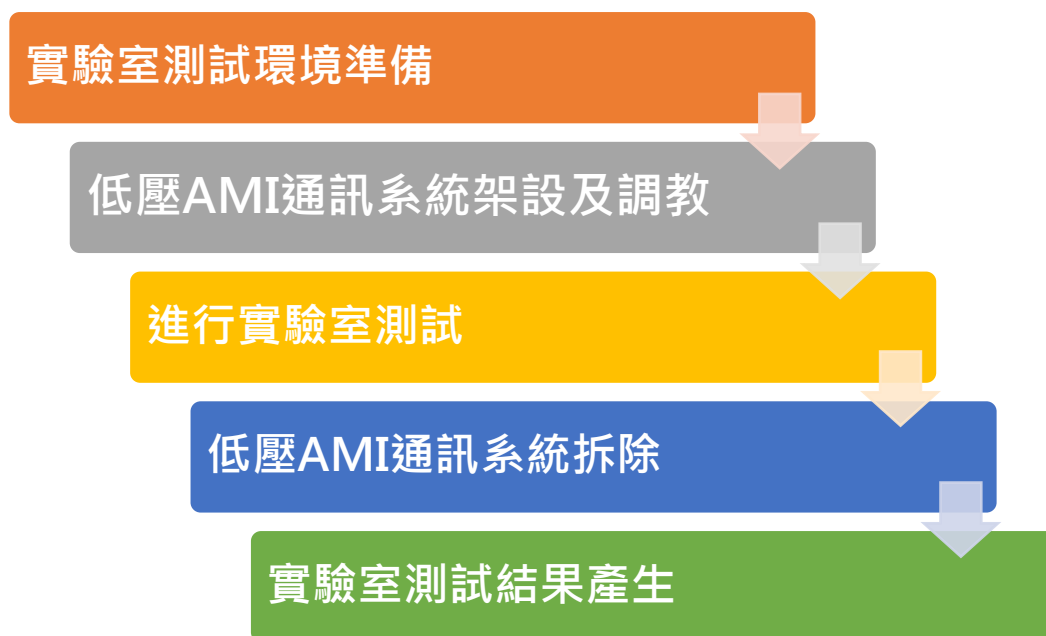 實驗室測試環境準備
低壓AMI通訊系統架設及調教
進行實驗室測試
低壓AMI通訊系統拆除
實驗室測試結果產生